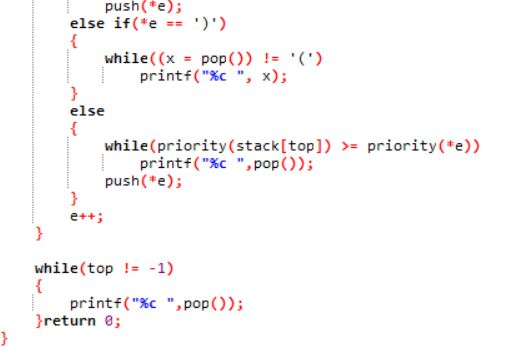 push(*e);
else if(*e == ')')
{
while((x = pop()) != '(')
printf("%c ", x);
}
else
{
while(priority(stack[top]) >= priority(*e))
printf("%c ",pop());
push(*e);
}
e++;
}
while(top != -1)
{
printf("%c ",pop());
}return 0;
}